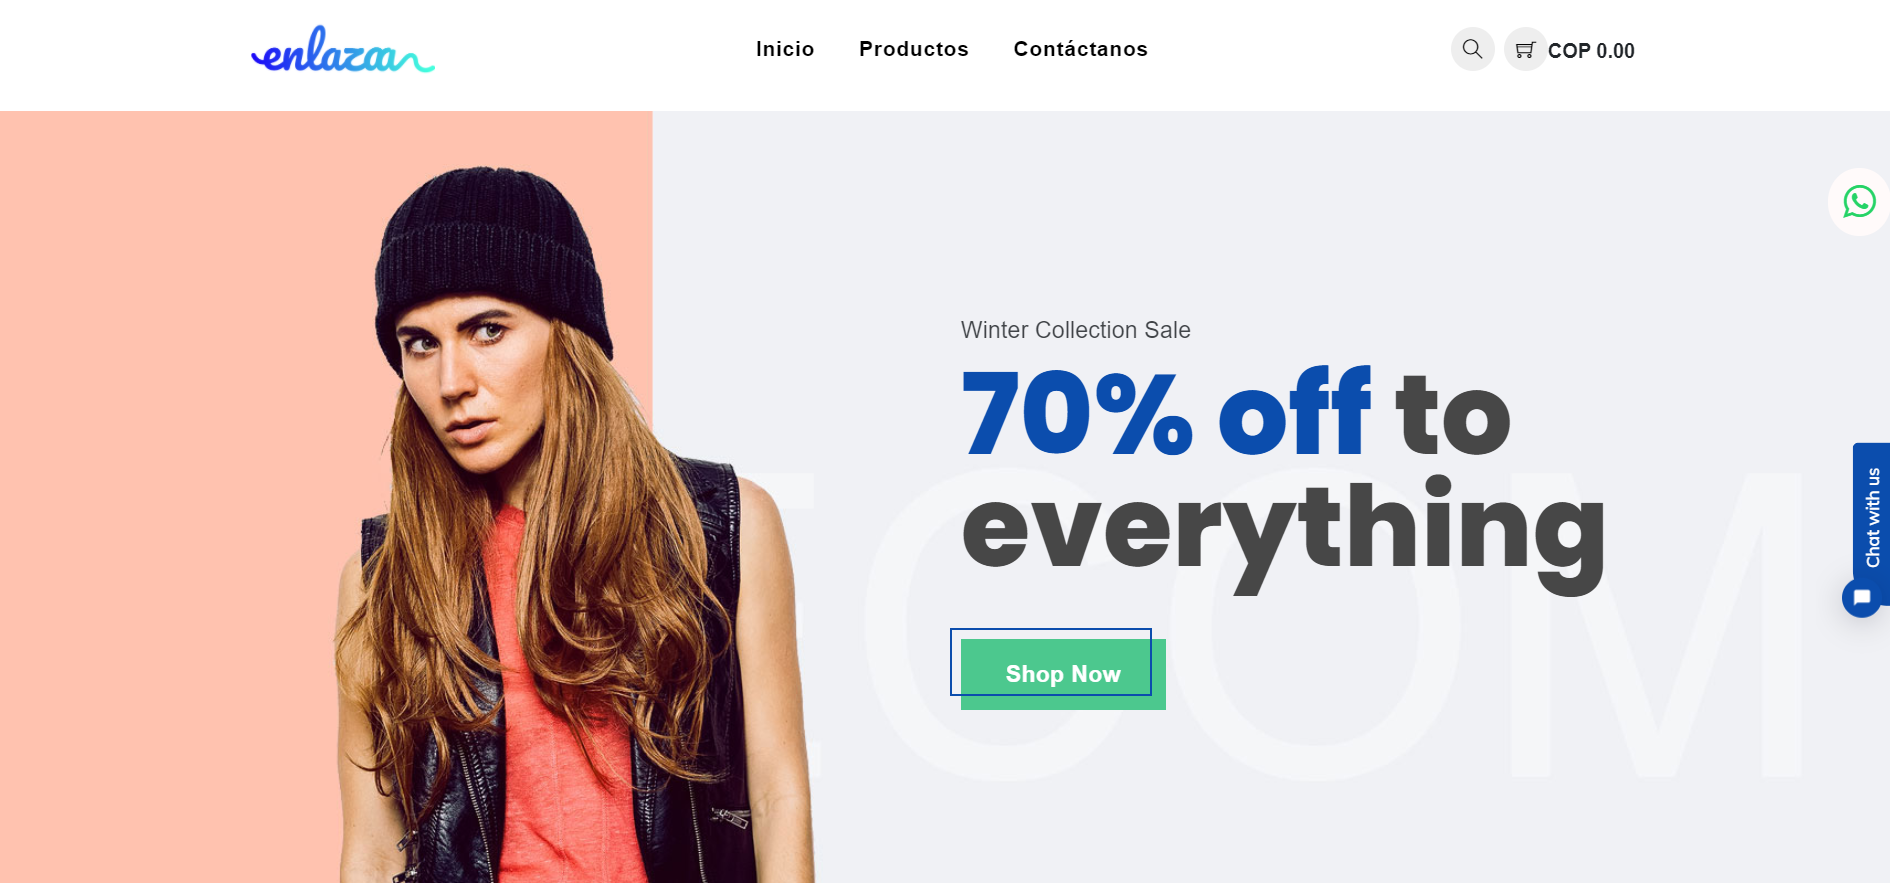 enlazaa
Inicio Productos Contáctanos
COP 0.00
Winter Collection Sale
70% off to
everything
Shop Now
Chat with us
ECOM